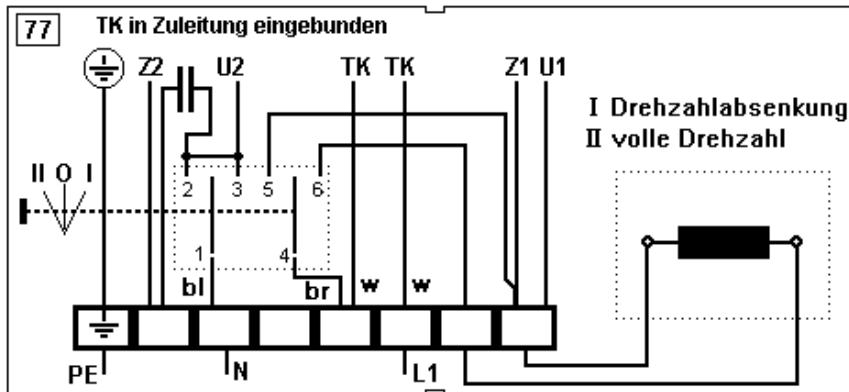 77 TK in Zuleitung eingebunden
Z2 U2 TK TK Z1 U1
I Drehzahlabsenkung
II volle Drehzahl
II O I
2 3 5 6
1 4
bl br w w
PE N L1